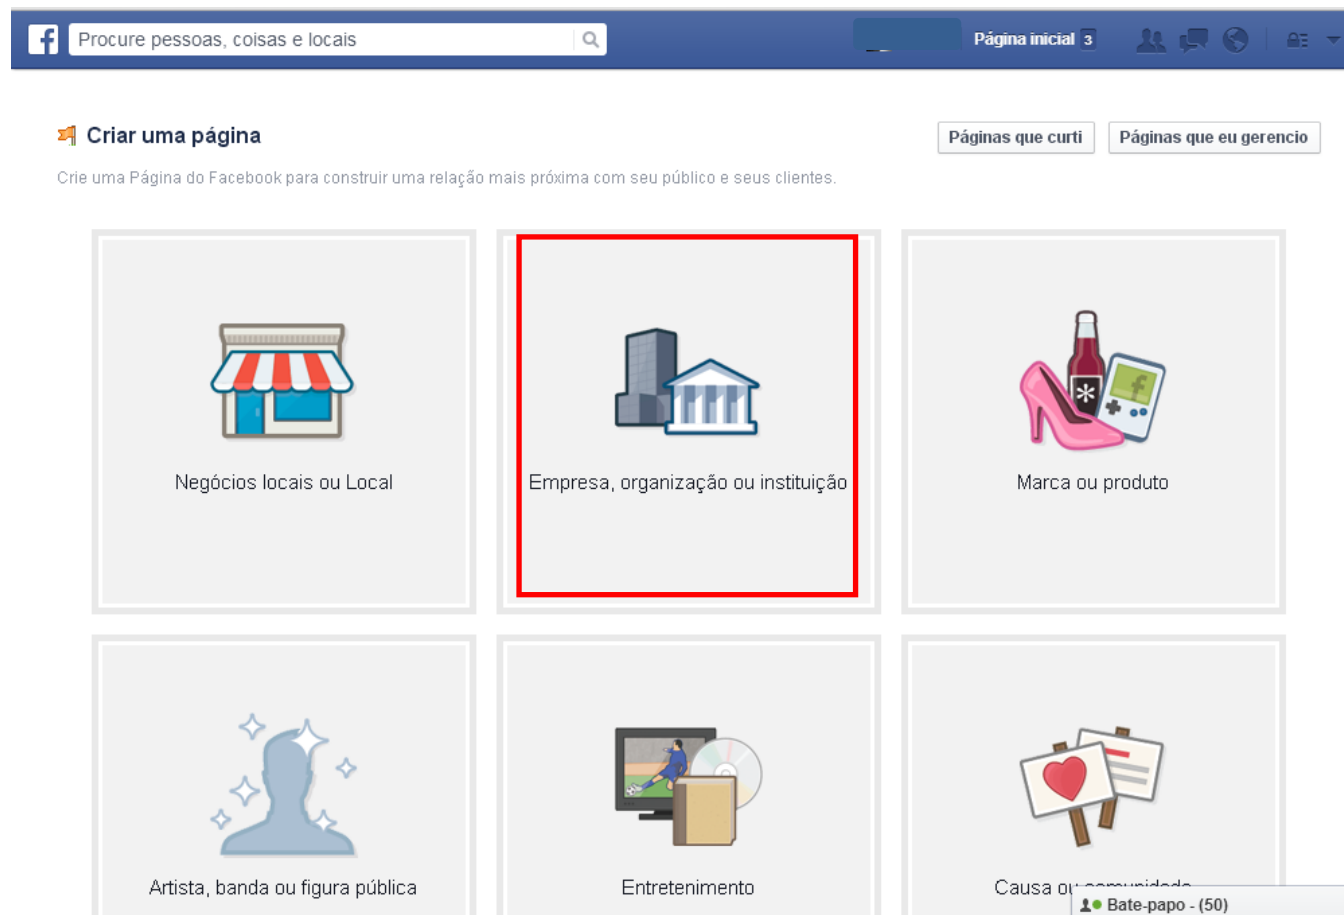 f Procure pessoas, coisas e locais Página inicial 3
Criar uma página Páginas que curti Páginas que eu gerencio
Crie uma Página do Facebook para construir uma relação mais próxima com seu público e seus clientes.
Negócios locais ou Local Empresa, organização ou instituição Marca ou produto
Artista, banda ou figura pública Entretenimento Causa ou comunidade
Bate-papo - (50)